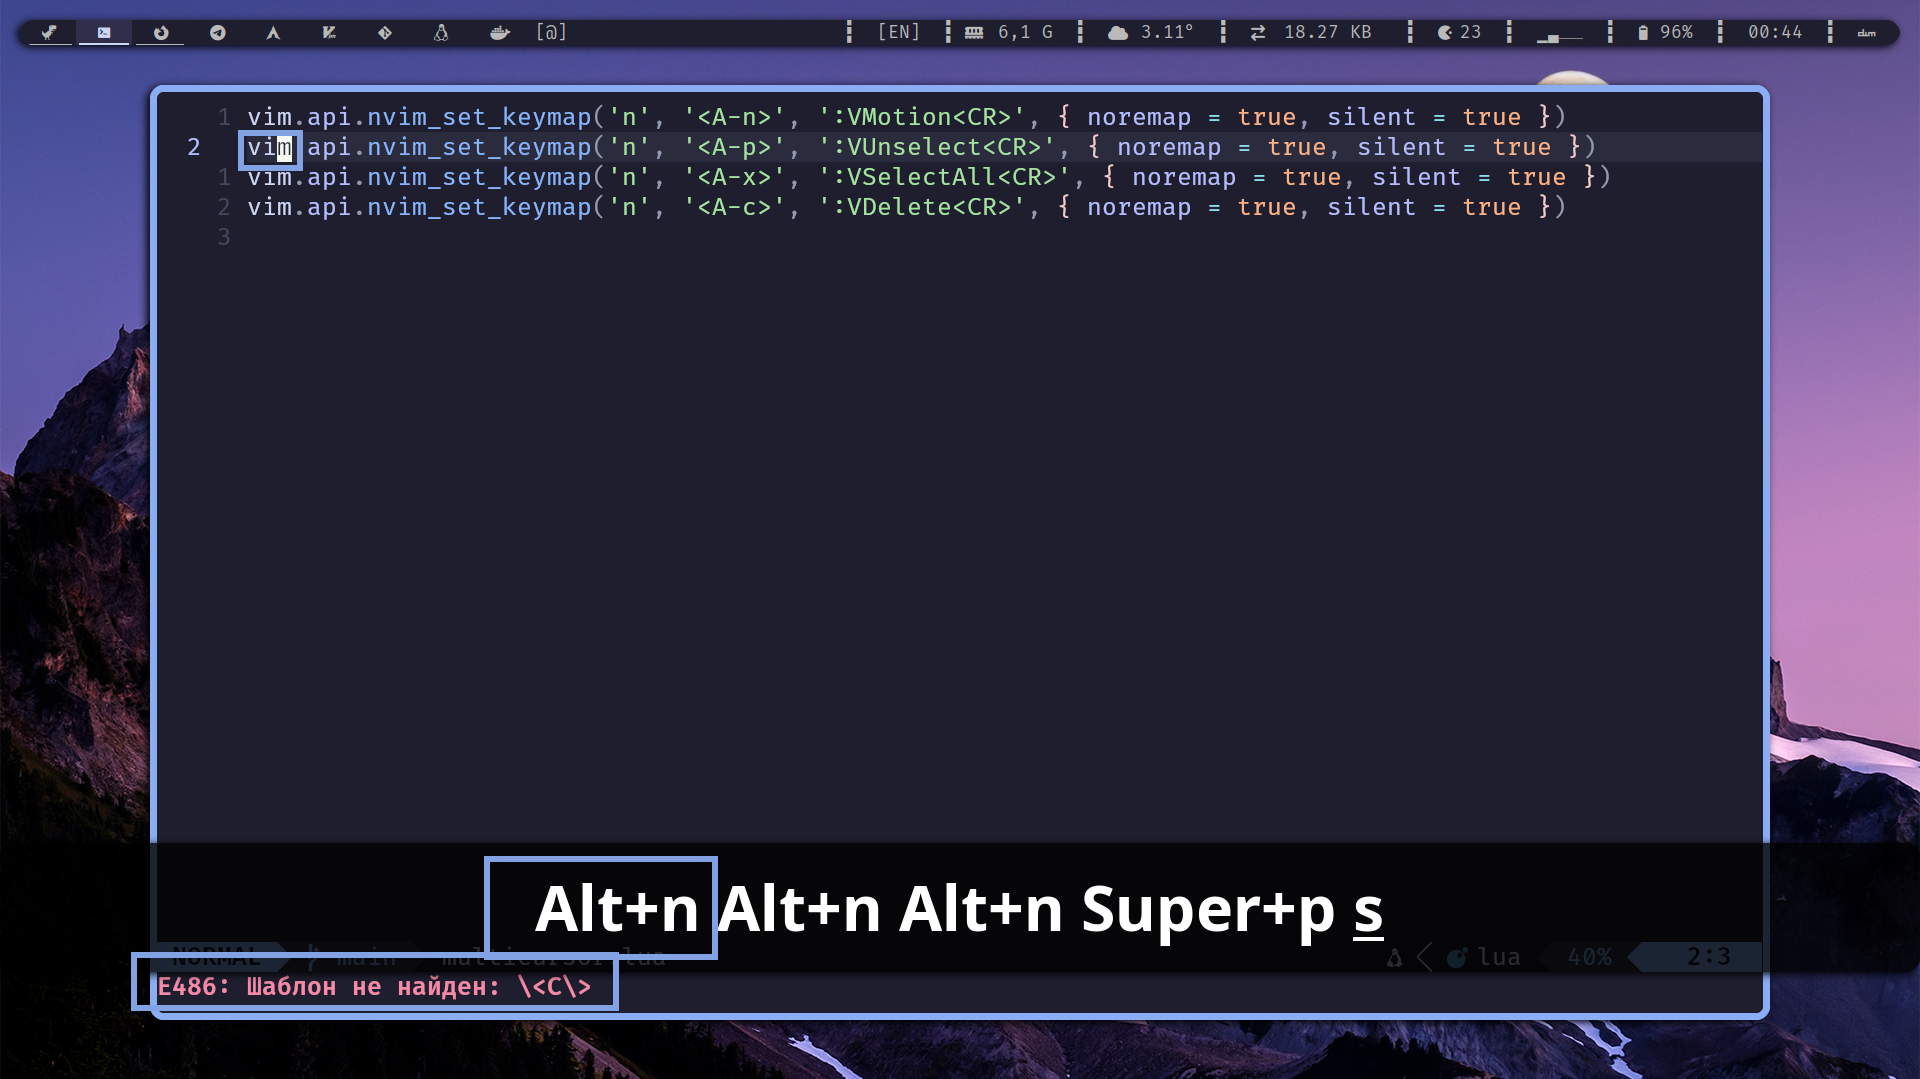 [@] [EN] 6,1 G 3.11° 18.27 KB 23 96% 00:44
1 vim.api.nvim_set_keymap('n', '<A-n>', ':VMotion<CR>', { noremap = true, silent = true })
2 vim.api.nvim_set_keymap('n', '<A-p>', ':VUnselect<CR>', { noremap = true, silent = true })
1 vim.api.nvim_set_keymap('n', '<A-x>', ':VSelectAll<CR>', { noremap = true, silent = true })
2 vim.api.nvim_set_keymap('n', '<A-c>', ':VDelete<CR>', { noremap = true, silent = true })
3
Alt+n Alt+n Alt+n Super+p s
NORMAL main multicursor.lua lua 40% 2:3
E486: Шаблон не найден: \<C\>